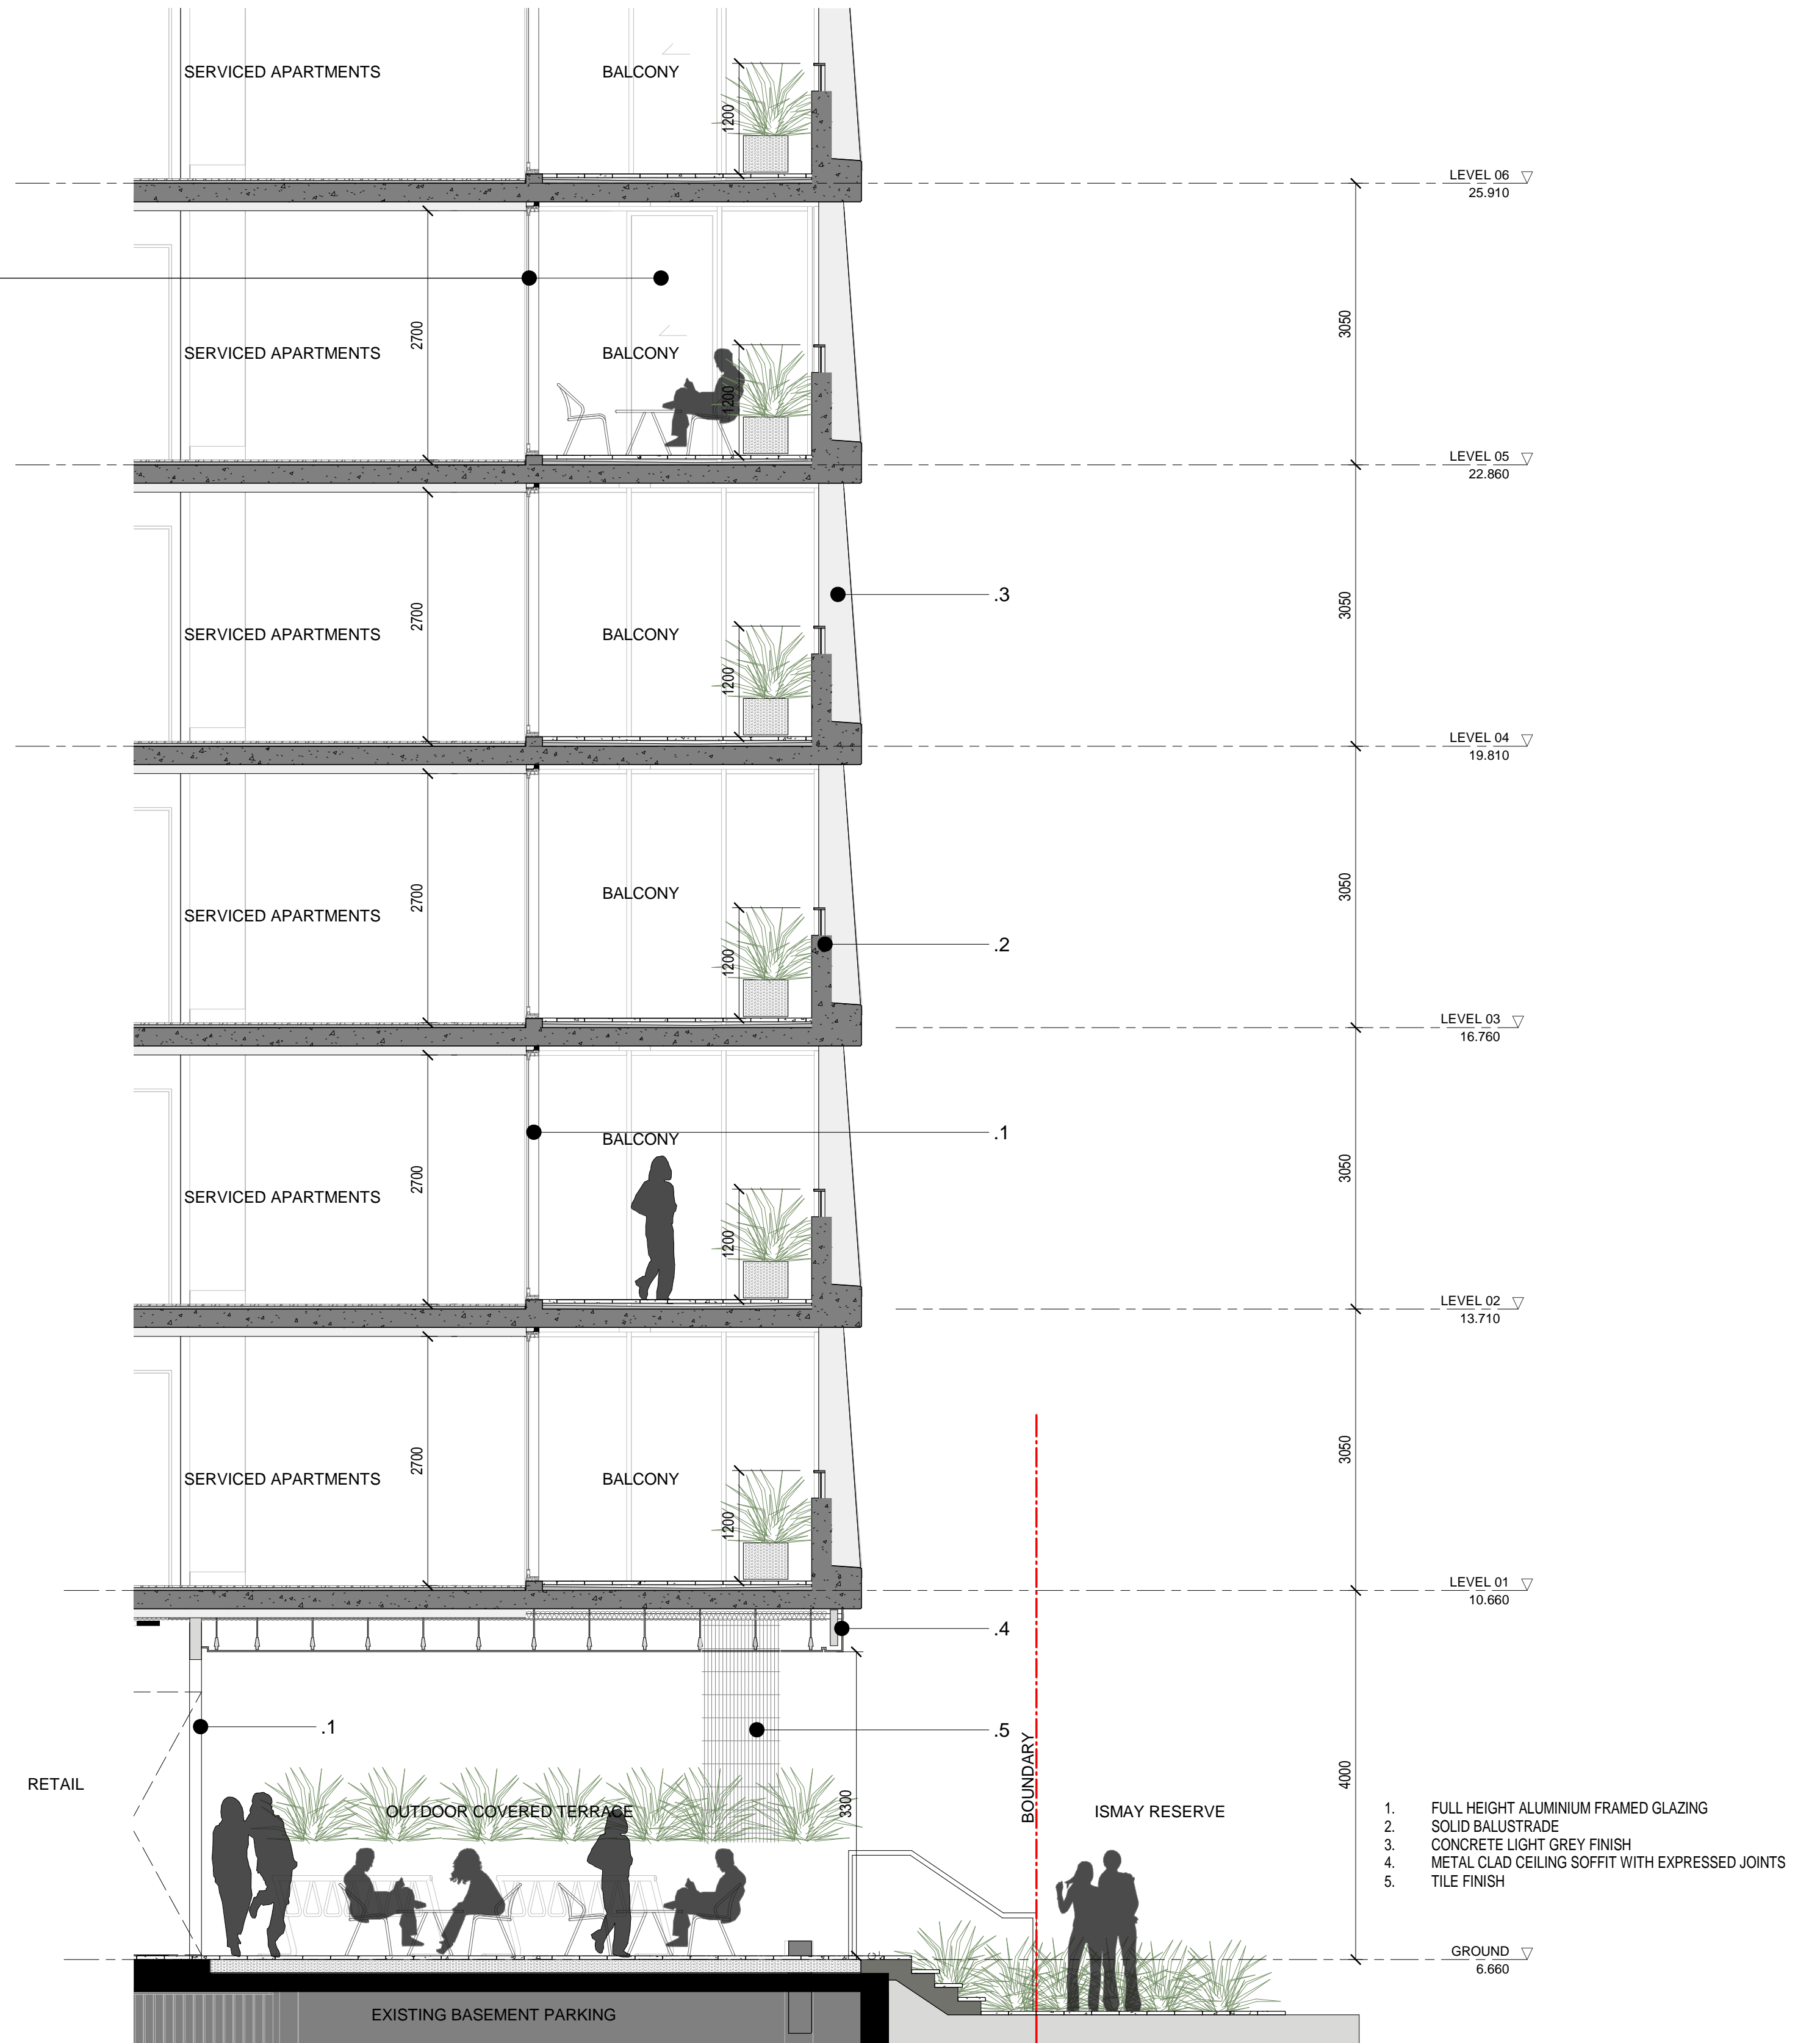 SERVICED APARTMENTS
BALCONY
1200
LEVEL 06
25.910
SERVICED APARTMENTS
2700
BALCONY
1200
3050
LEVEL 05
22.860
SERVICED APARTMENTS
2700
BALCONY
1200
.3
3050
LEVEL 04
19.810
SERVICED APARTMENTS
2700
BALCONY
1200
.2
3050
LEVEL 03
16.760
SERVICED APARTMENTS
2700
BALCONY
1200
.1
3050
LEVEL 02
13.710
SERVICED APARTMENTS
2700
BALCONY
1200
3050
LEVEL 01
10.660
.4
.1
.5
RETAIL
OUTDOOR COVERED TERRACE
3300
BOUNDARY
ISMAY RESERVE
4000
1. FULL HEIGHT ALUMINIUM FRAMED GLAZING
2. SOLID BALUSTRADE
3. CONCRETE LIGHT GREY FINISH
4. METAL CLAD CEILING SOFFIT WITH EXPRESSED JOINTS
5. TILE FINISH
GROUND
6.660
EXISTING BASEMENT PARKING